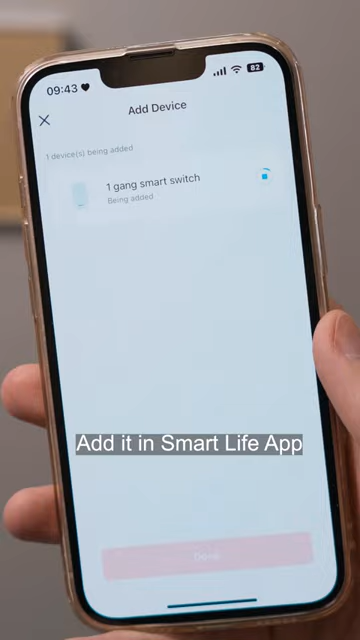 09:43
82
Add Device
1 device(s) being added
1 gang smart switch
Being added
Add it in Smart Life App
Done